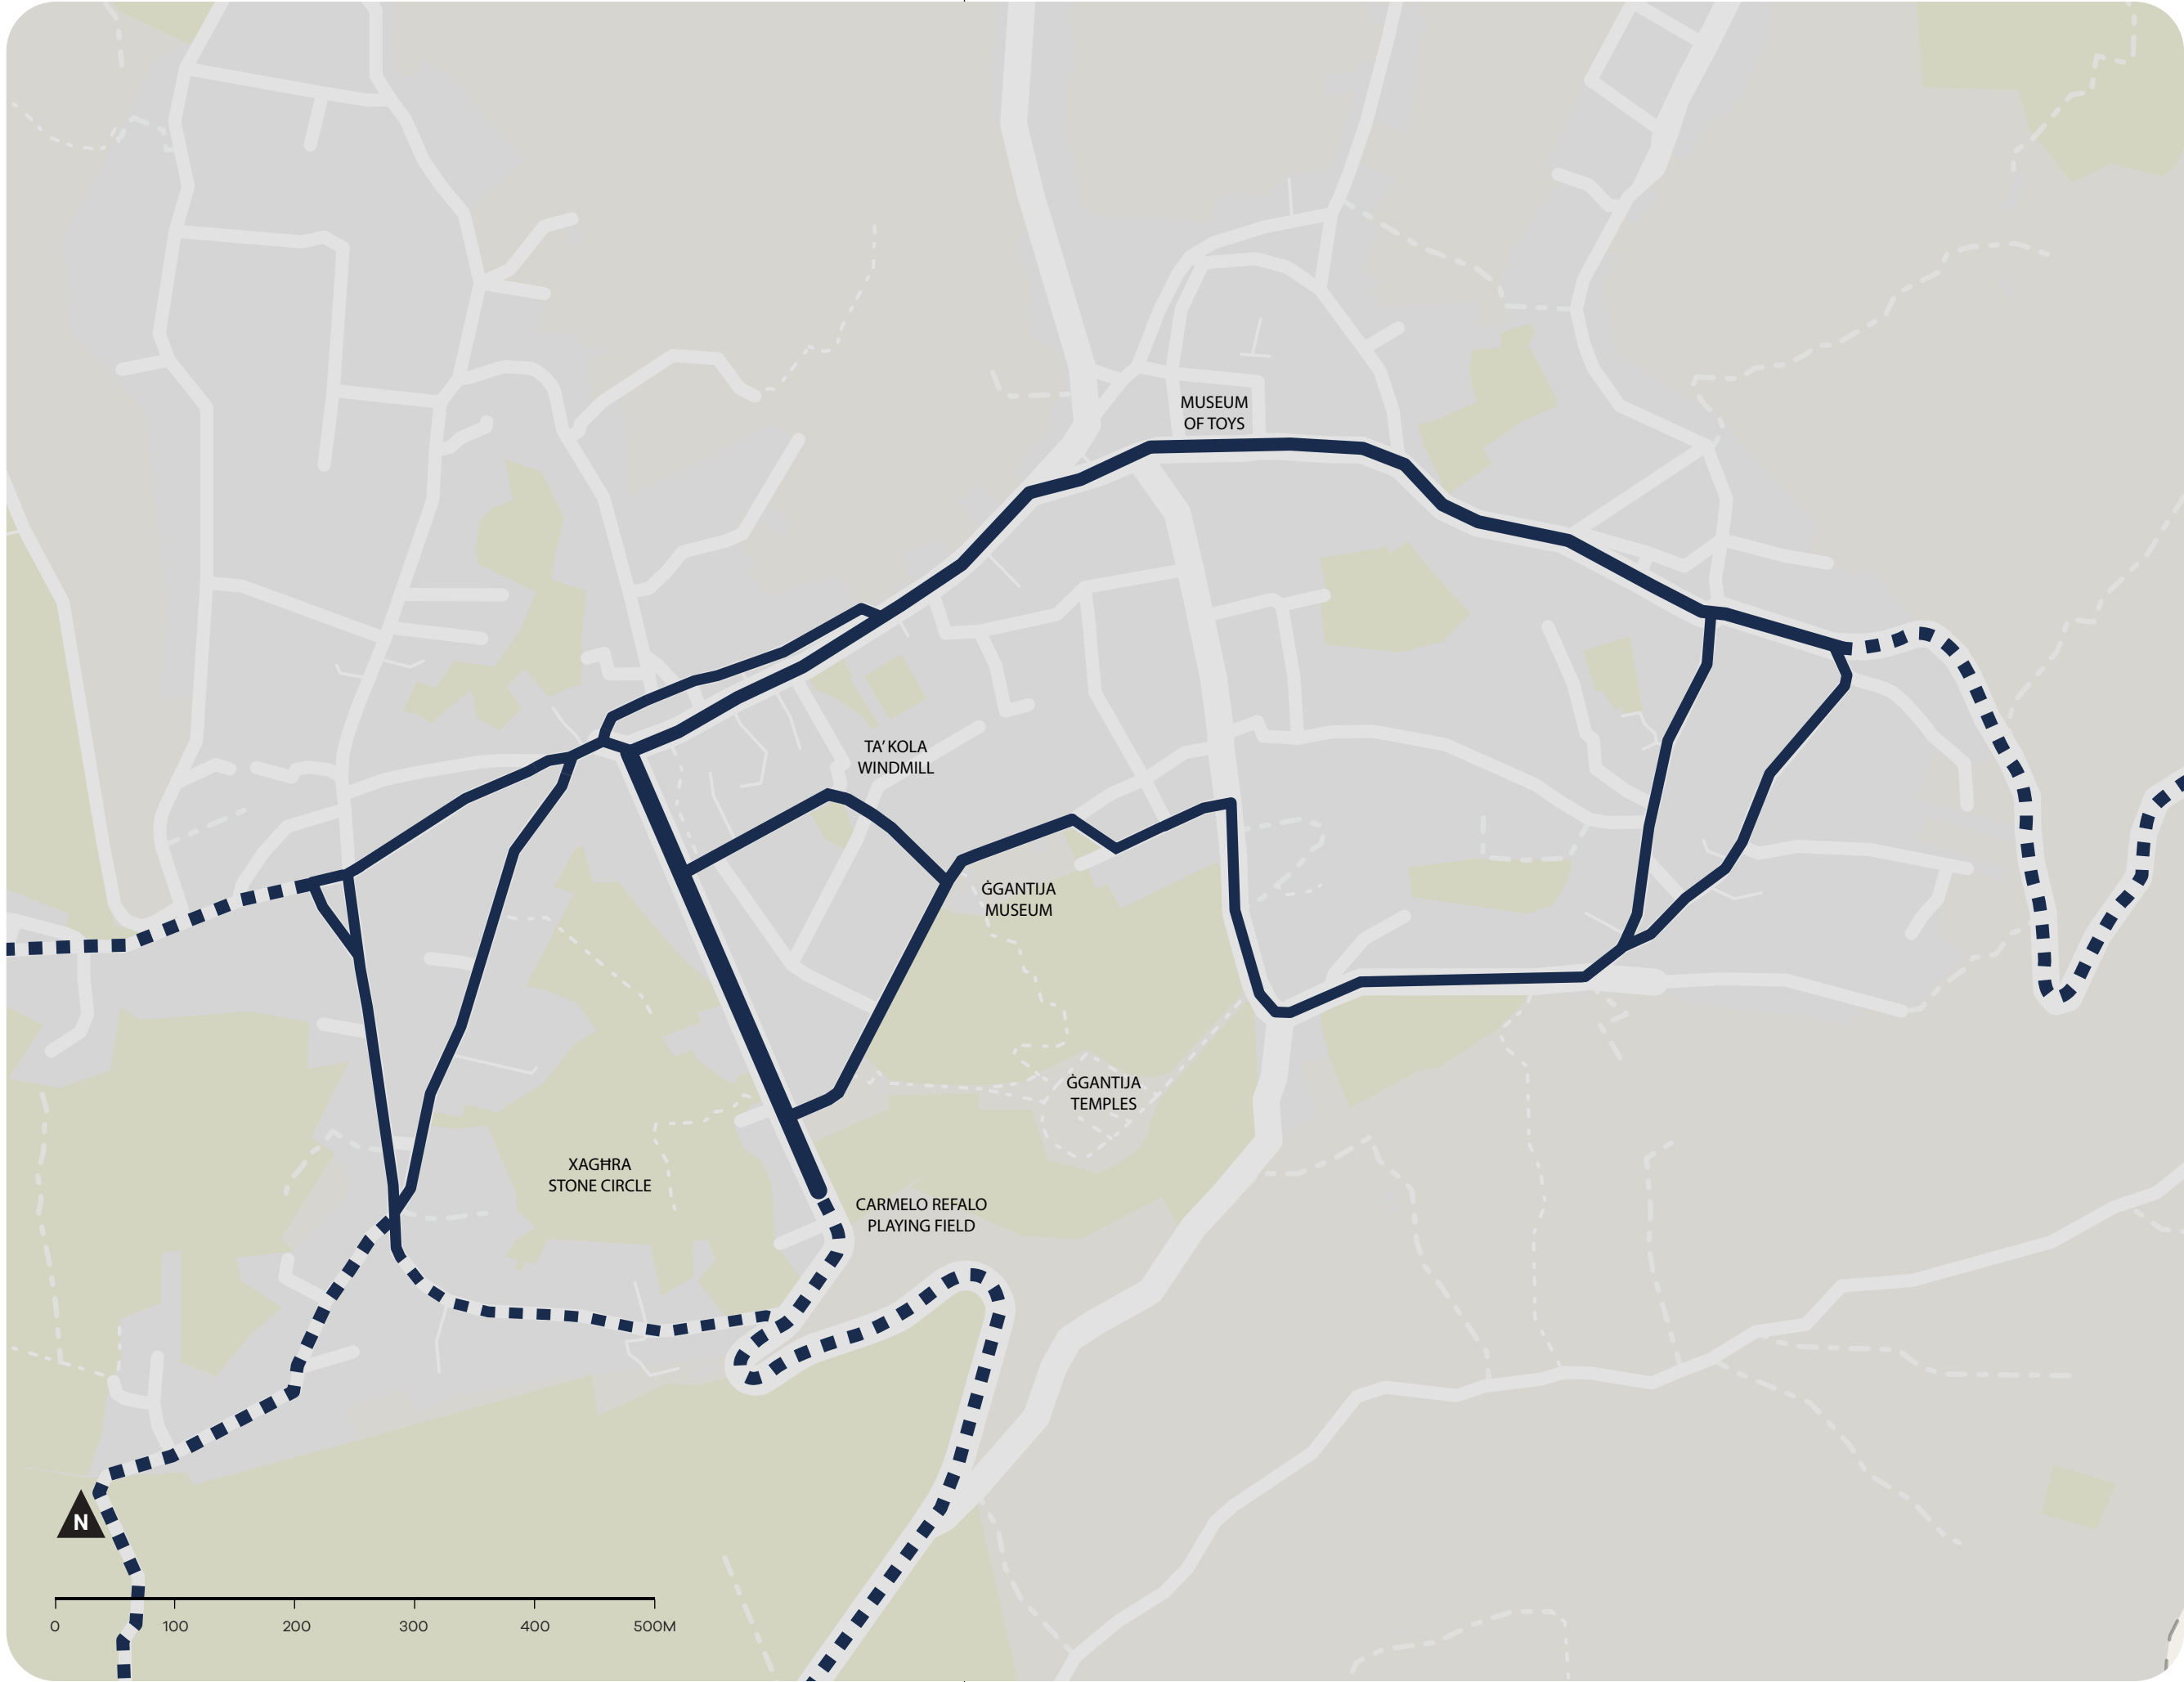 MUSEUM
OF TOYS
TA' KOLA
WINDMILL
ĠGANTIJA
MUSEUM
ĠGANTIJA
TEMPLES
XAGĦRA
STONE CIRCLE
CARMELO REFALO
PLAYING FIELD
N
0 100 200 300 400 500M